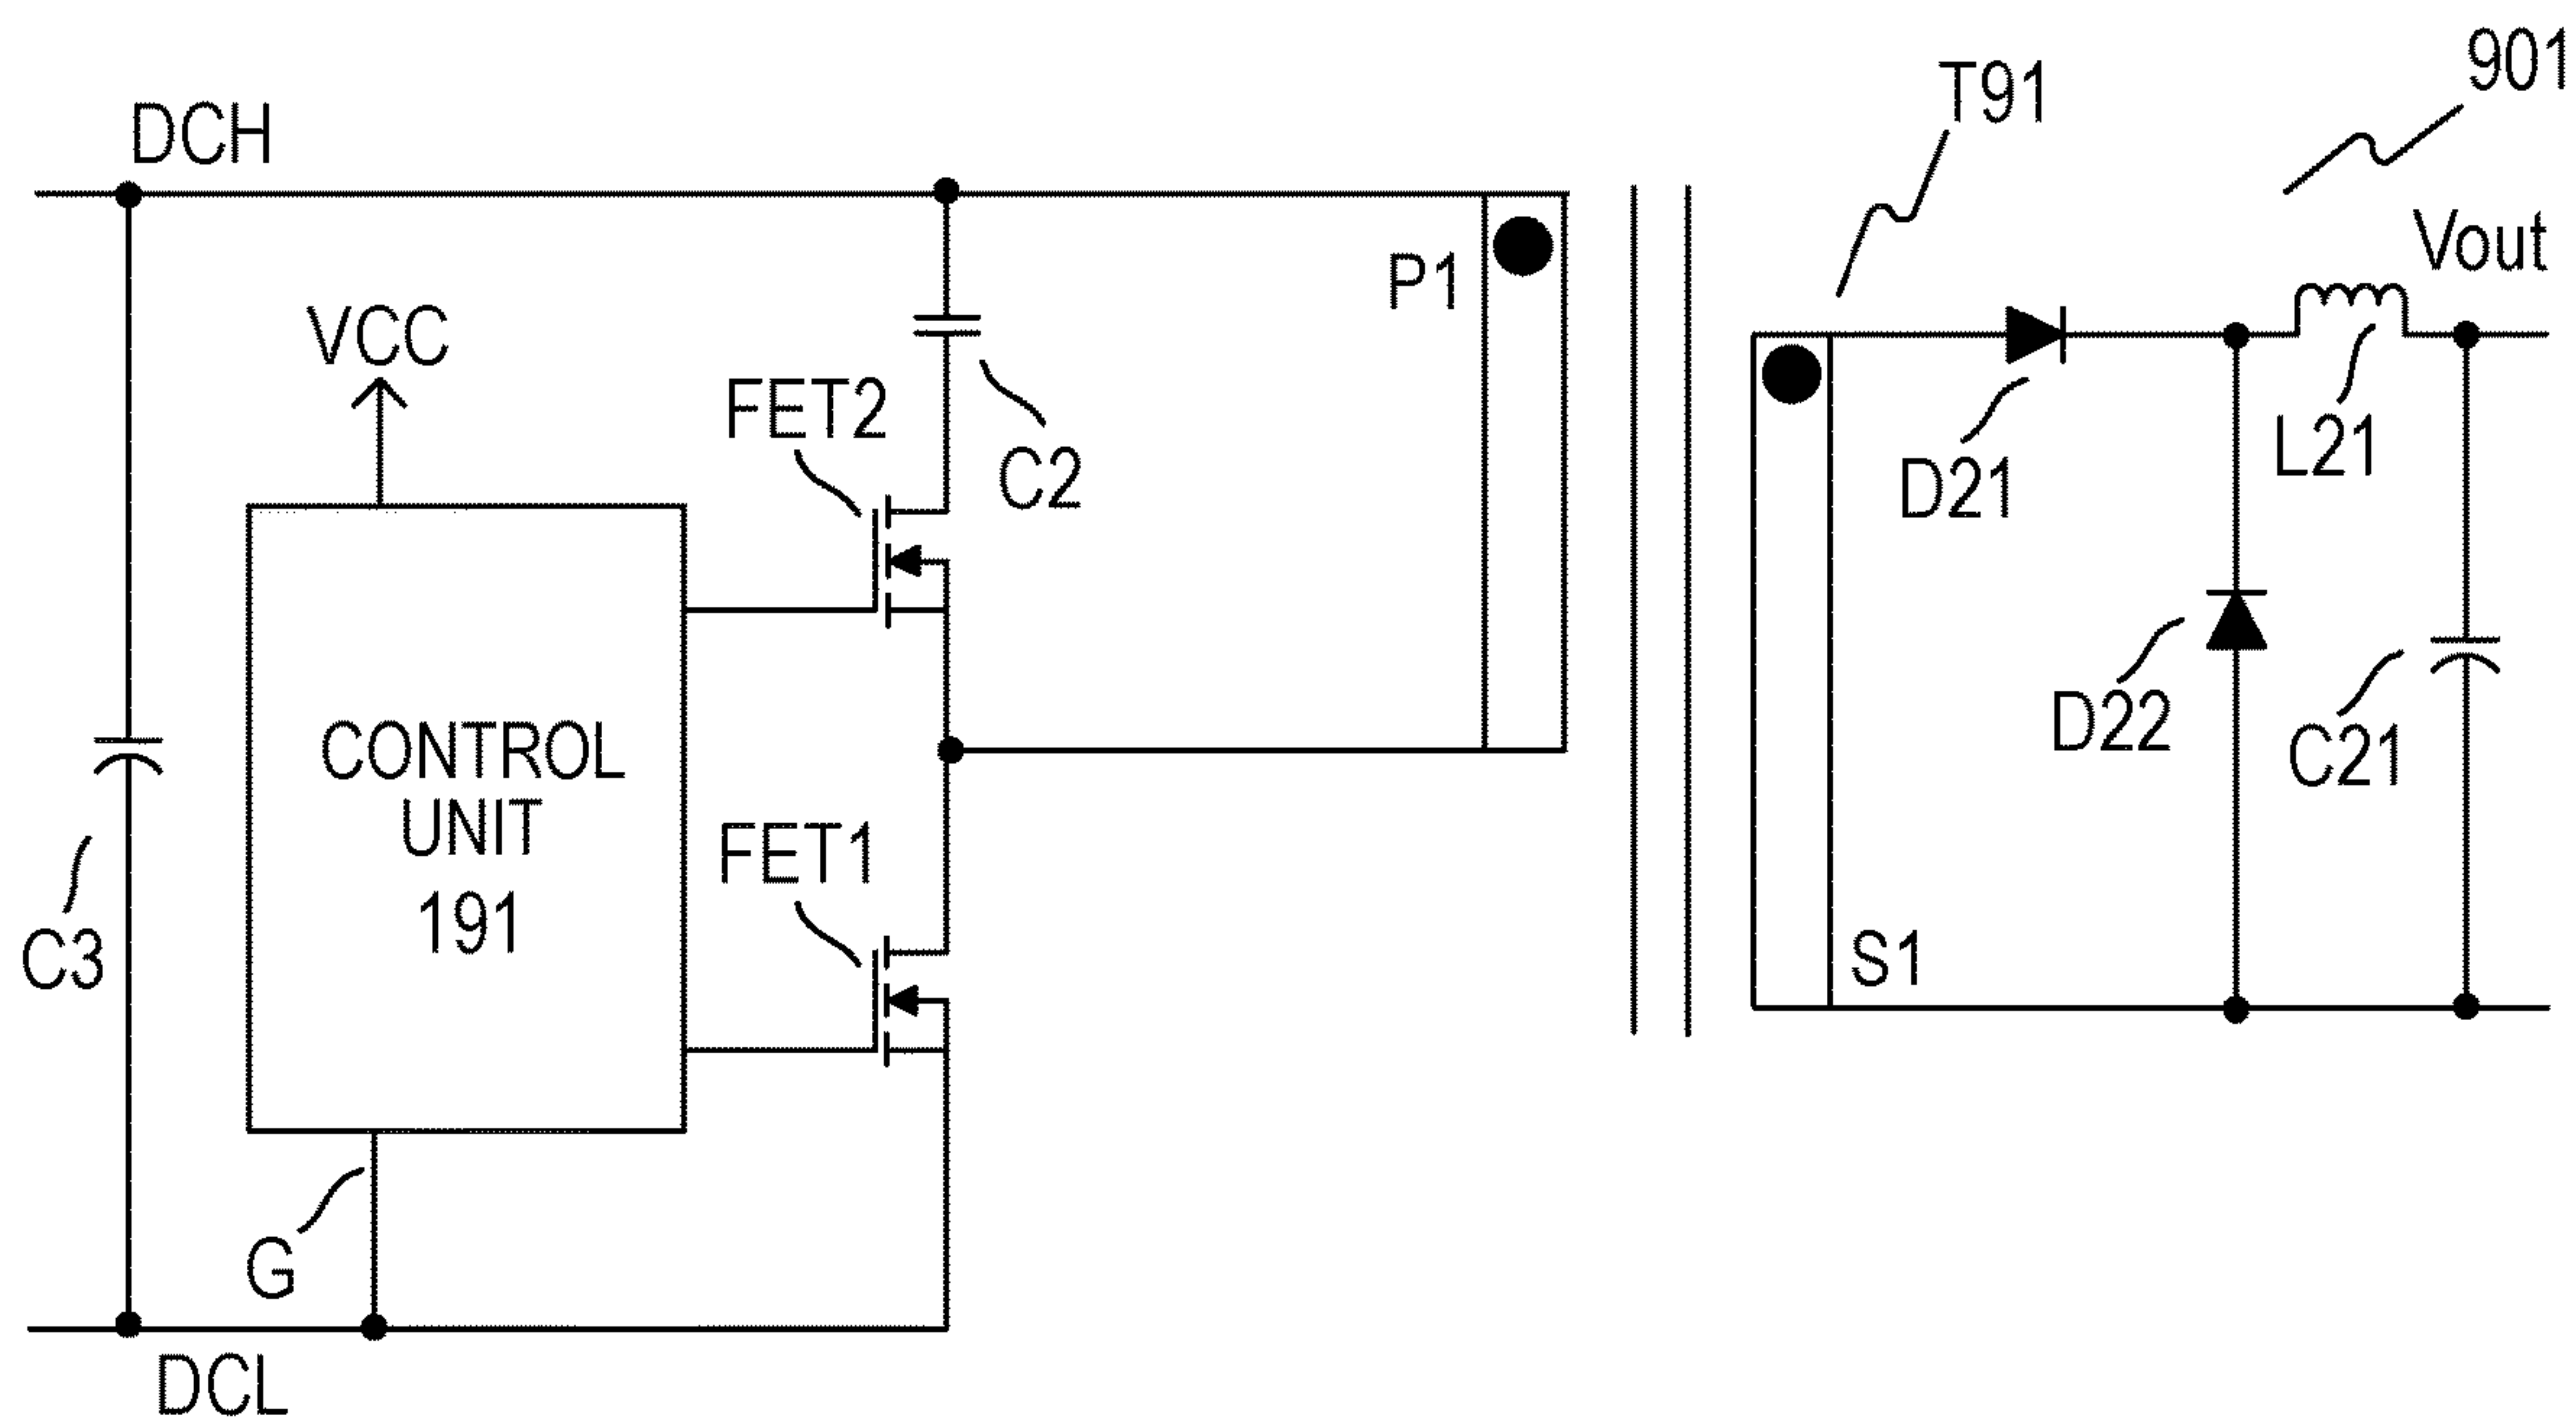 901
T91
DCH
Vout
P1
VCC
FET2
C2
L21
D21
CONTROL
UNIT
191
D22
C21
FET1
C3
S1
G
DCL